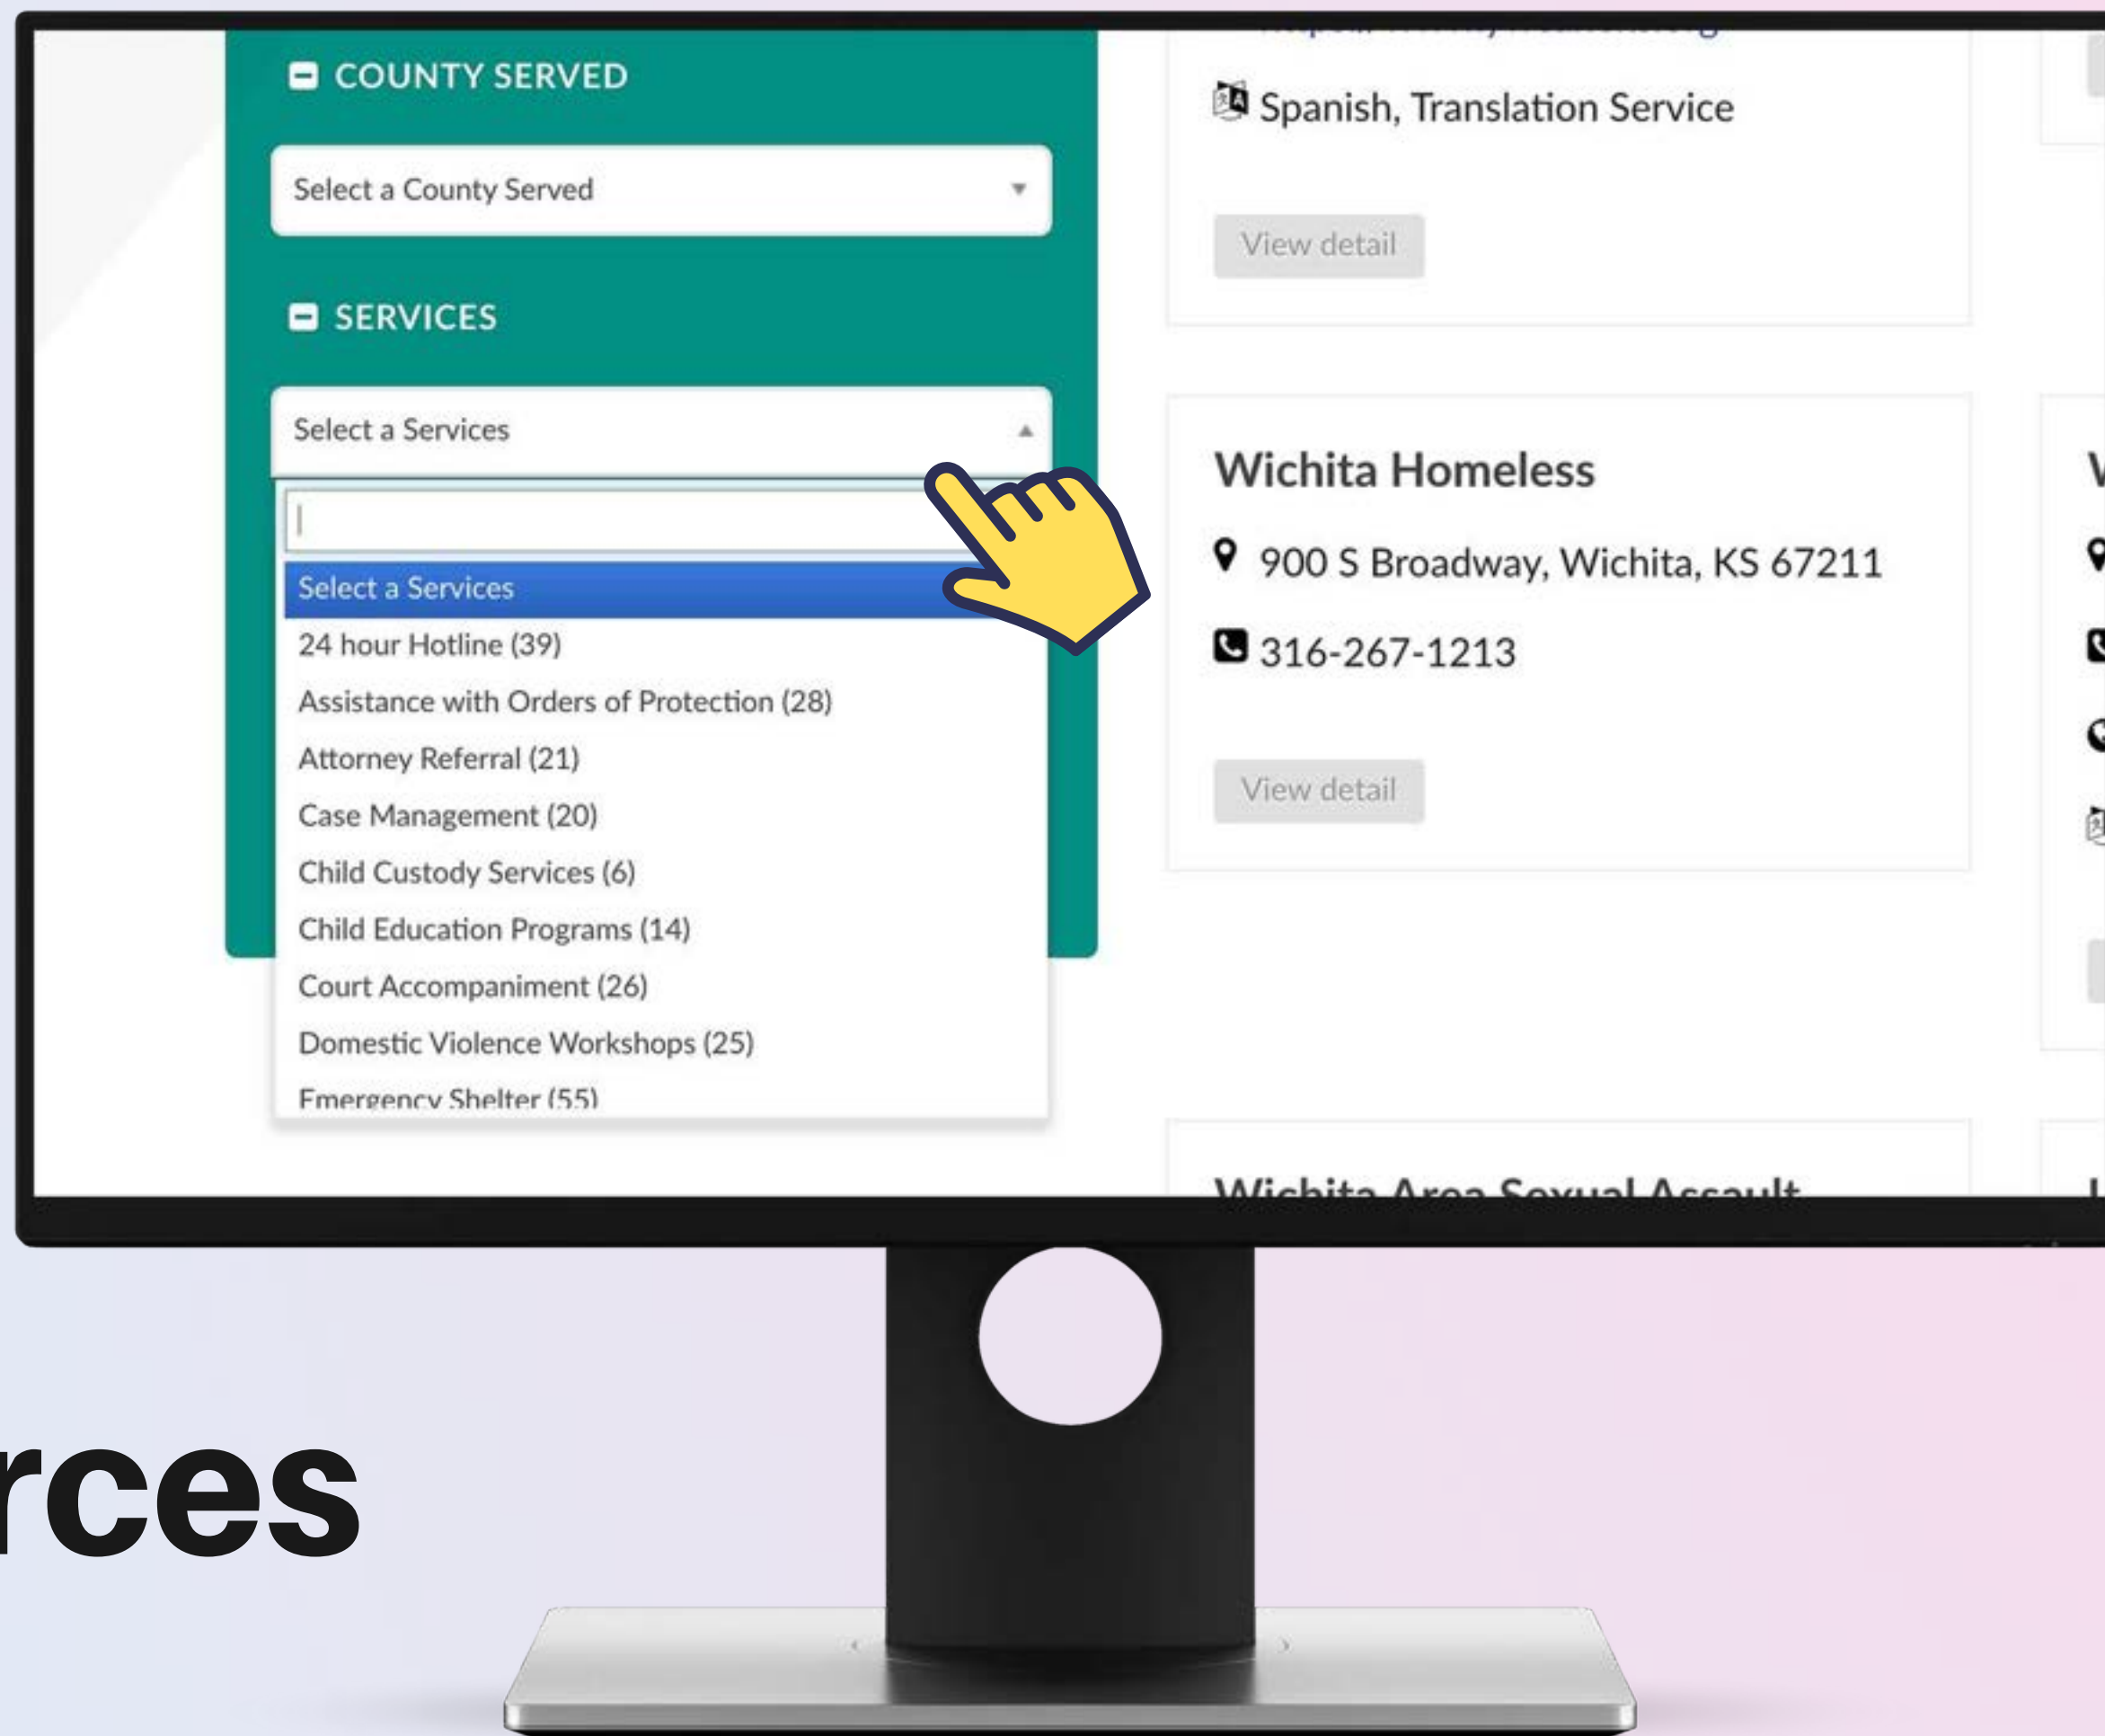 COUNTY SERVED
Select a County Served
SERVICES
Select a Services
Select a Services
24 hour Hotline (39)
Assistance with Orders of Protection (28)
Attorney Referral (21)
Case Management (20)
Child Custody Services (6)
Child Education Programs (14)
Court Accompaniment (26)
Domestic Violence Workshops (25)
Emergency Shelter (55)
Spanish, Translation Service
View detail
Wichita Homeless
900 S Broadway, Wichita, KS 67211
316-267-1213
View detail
Wichita Area Sexual Assault
rces